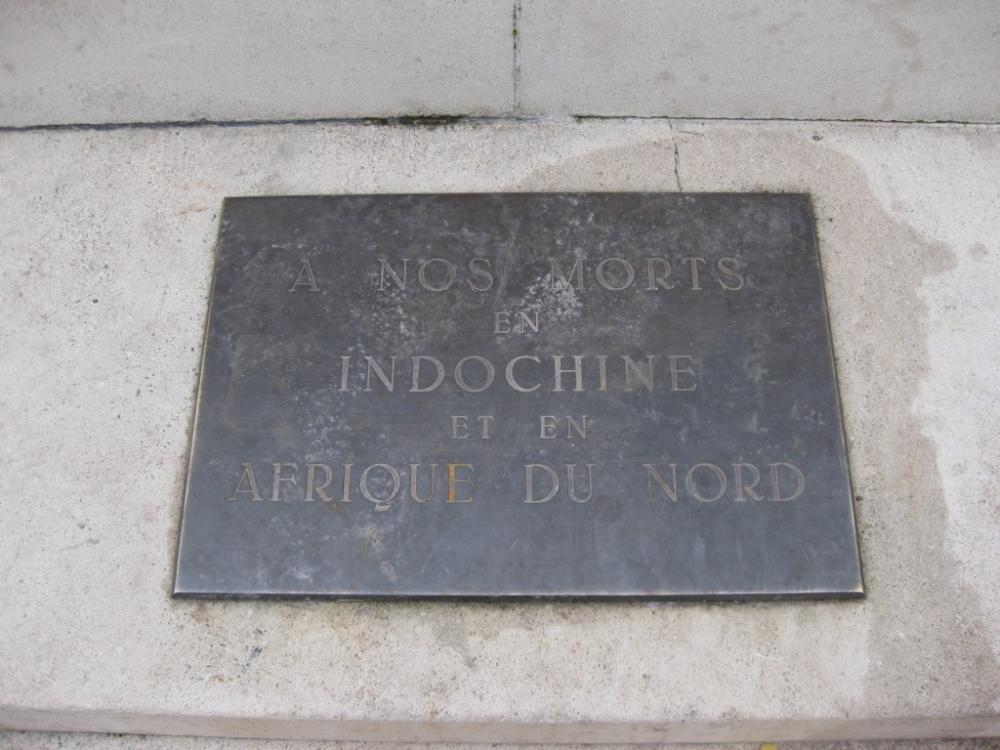 A NOS MORTS
EN
INDOCHINE
ET EN
AFRIQUE DU NORD